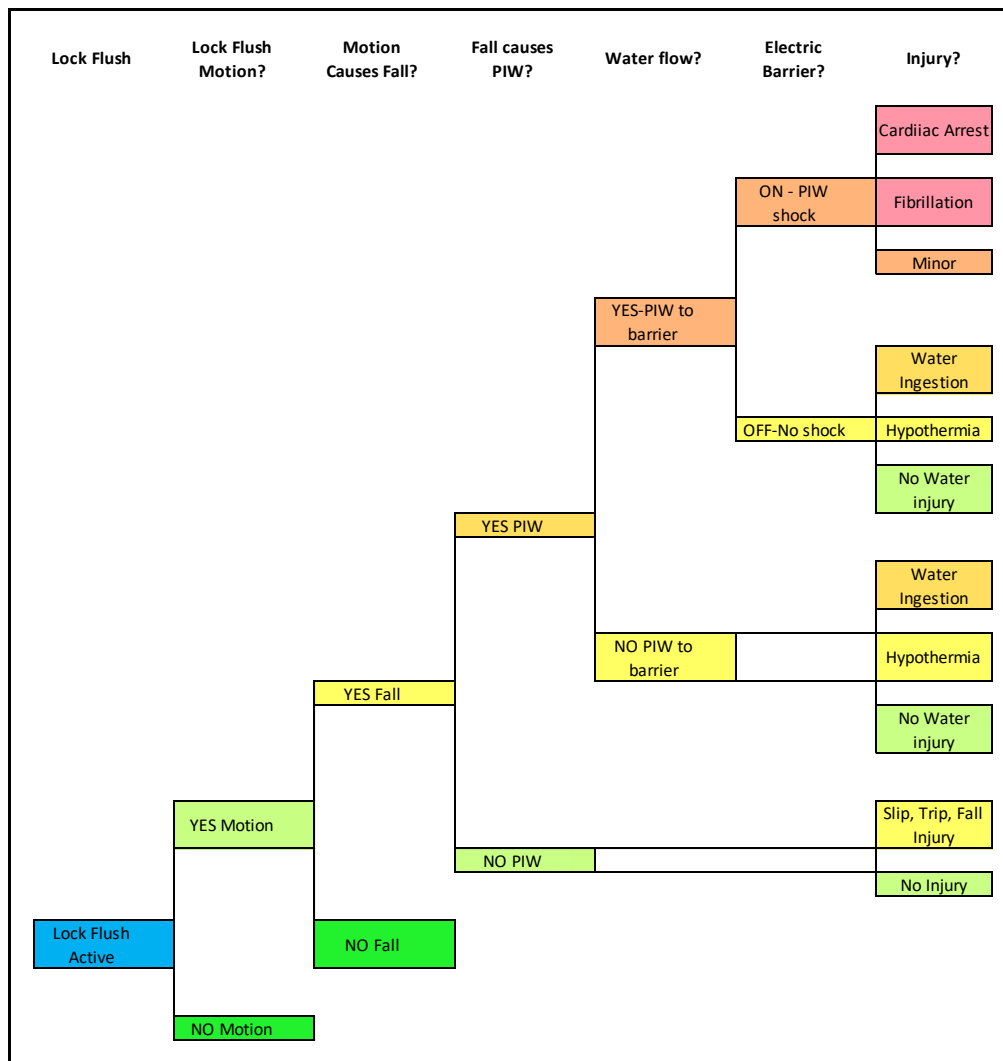 Lock Flush
Lock Flush
Motion?
Motion
Causes Fall?
Fall causes
PIW?
Water flow?
Electric
Barrier?
Injury?
Cardiiac Arrest
ON - PIW
shock
Fibrillation
Minor
YES-PIW to
barrier
Water
Ingestion
OFF-No shock
Hypothermia
No Water
injury
YES PIW
Water
Ingestion
NO PIW to
barrier
Hypothermia
YES Fall
No Water
injury
YES Motion
Slip, Trip, Fall
Injury
NO PIW
No Injury
Lock Flush
Active
NO Fall
NO Motion